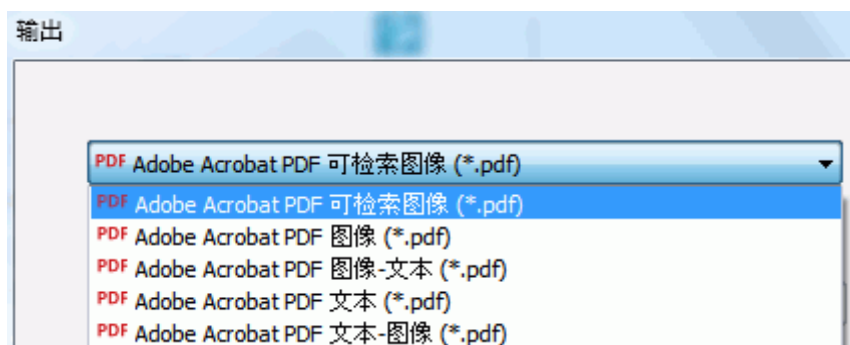 输出
PDF Adobe Acrobat PDF 可检索图像 (*.pdf)
PDF Adobe Acrobat PDF 可检索图像 (*.pdf)
PDF Adobe Acrobat PDF 图像 (*.pdf)
PDF Adobe Acrobat PDF 图像-文本 (*.pdf)
PDF Adobe Acrobat PDF 文本 (*.pdf)
PDF Adobe Acrobat PDF 文本-图像 (*.pdf)